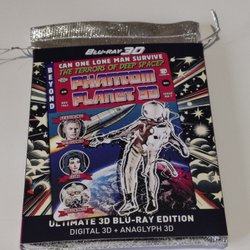 BLU-RAY 3D
BEYOND
CAN ONE LONE MAN SURVIVE
THE TERRORS OF DEEP SPACE?
PHANTOM
PLANET 3D
ULTIMATE 3D BLU-RAY EDITION
DIGITAL 3D + ANAGLYPH 3D